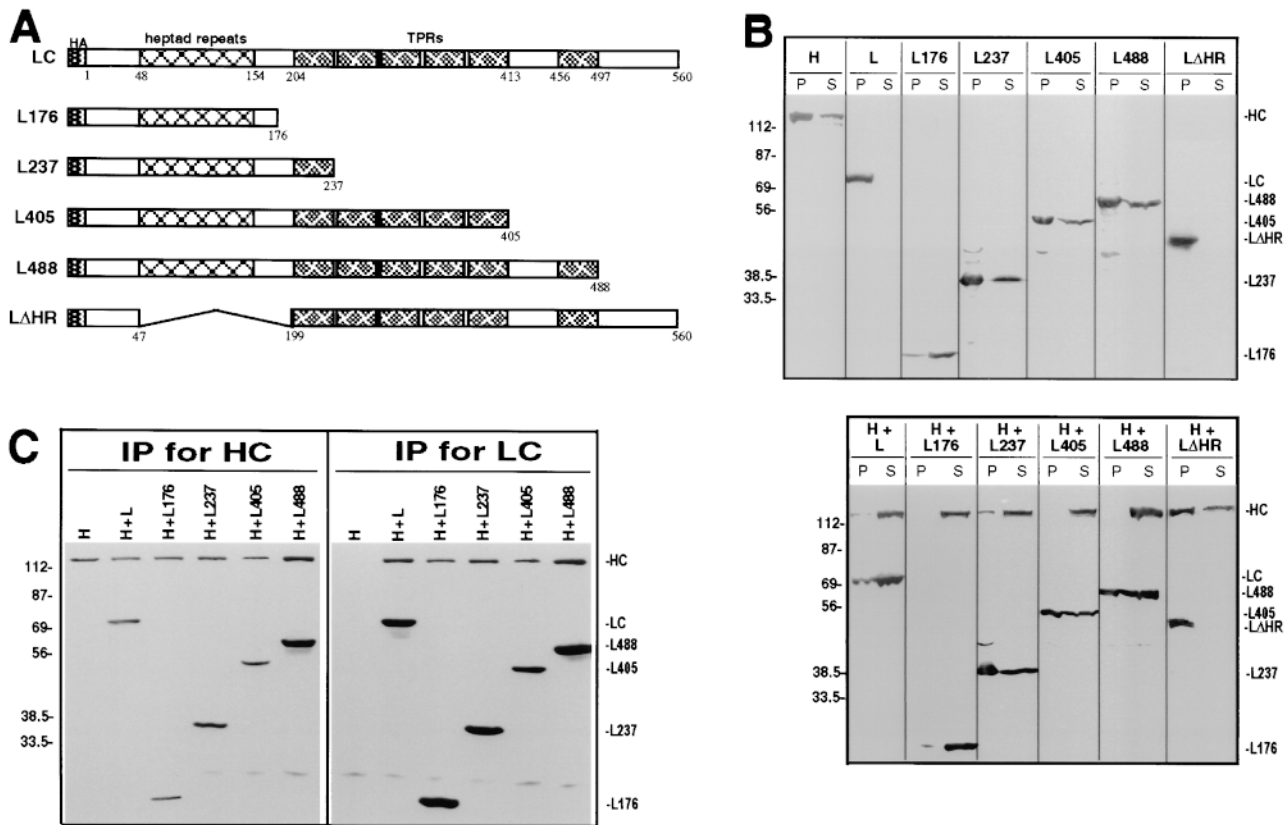 A
HA
heptad repeats
TPRs
LC
1 48 154 204 413 456 497 560
L176
176
L237
237
L405
405
L488
488
LΔHR
47 199 560
B
H L L176 L237 L405 L488 LΔHR
P S P S P S P S P S P S P S
112-
87-
69-
56-
38.5-
33.5-
-HC
-LC
-L488
-L405
-LΔHR
-L237
-L176
H + L H + L176 H + L237 H + L405 H + L488 H + LΔHR
P S P S P S P S P S P S
112-
87-
69-
56-
38.5-
33.5-
-HC
-LC
-L488
-L405
-LΔHR
-L237
-L176
C
IP for HC IP for LC
H H+L H+L176 H+L237 H+L405 H+L488 H H+L H+L176 H+L237 H+L405 H+L488
112-
87-
69-
56-
38.5-
33.5-
-HC
-LC
-L488
-L405
-L237
-L176